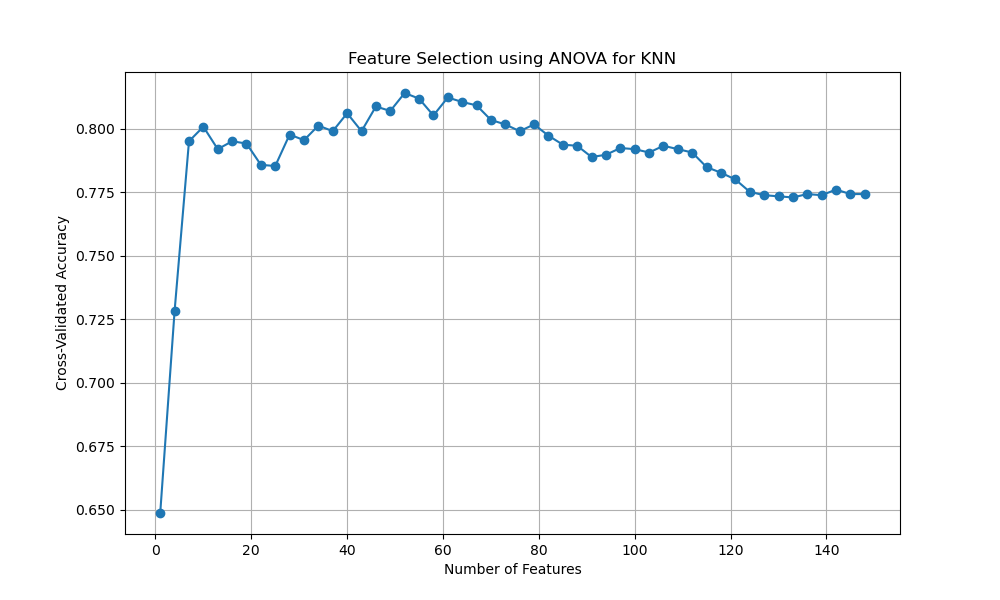 Feature Selection using ANOVA for KNN
Cross-Validated Accuracy
0.800
0.775
0.750
0.725
0.700
0.675
0.650
0 20 40 60 80 100 120 140
Number of Features